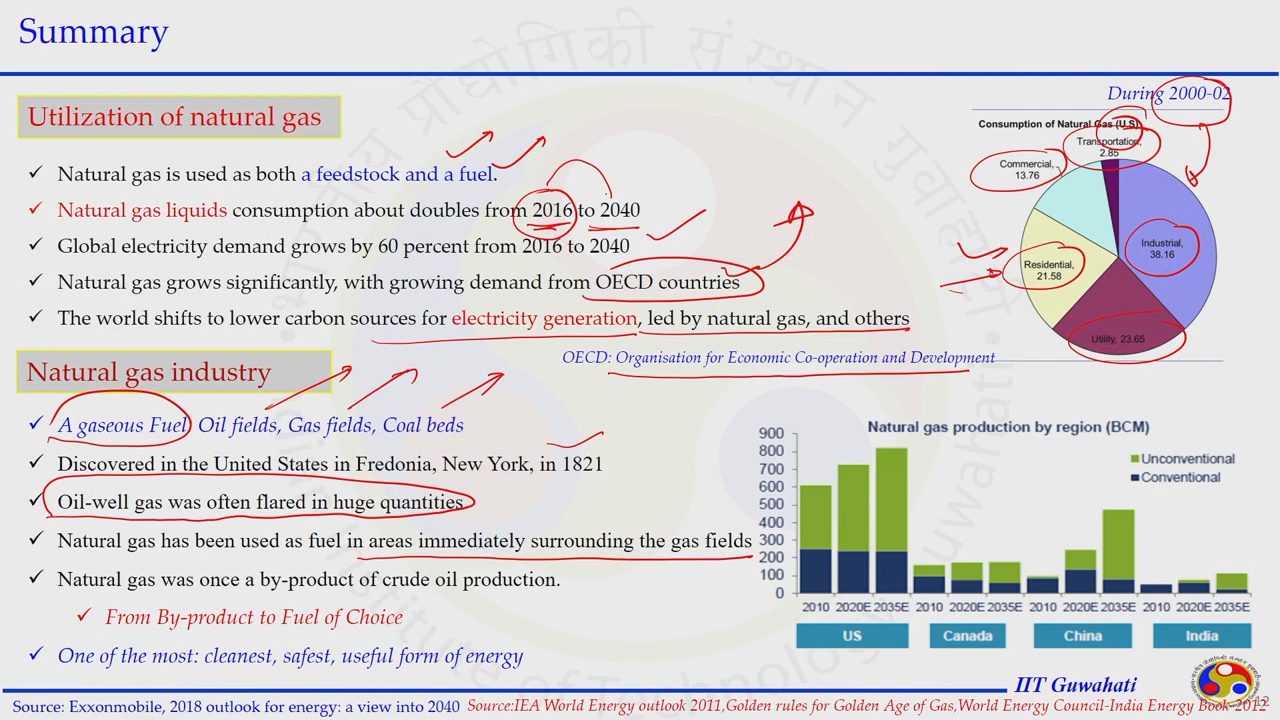 Summary
During 2000-02
Utilization of natural gas
✓ Natural gas is used as both a feedstock and a fuel.
✓ Natural gas liquids consumption about doubles from 2016 to 2040
✓ Global electricity demand grows by 60 percent from 2016 to 2040
✓ Natural gas grows significantly, with growing demand from OECD countries
✓ The world shifts to lower carbon sources for electricity generation, led by natural gas, and others
OECD: Organisation for Economic Co-operation and Development
Consumption of Natural Gas (U.S)
Transportation,
2.85
Commercial,
13.76
Industrial,
38.16
Residential,
21.58
Utility, 23.65
Natural gas industry
✓ A gaseous Fuel Oil fields, Gas fields, Coal beds
✓ Discovered in the United States in Fredonia, New York, in 1821
✓ Oil-well gas was often flared in huge quantities
✓ Natural gas has been used as fuel in areas immediately surrounding the gas fields
✓ Natural gas was once a by-product of crude oil production.
✓ From By-product to Fuel of Choice
✓ One of the most: cleanest, safest, useful form of energy
Natural gas production by region (BCM)
Unconventional
Conventional
900
800
700
600
500
400
300
200
100
0
2010 2020E 2035E 2010 2020E 2035E 2010 2020E 2035E 2010 2020E 2035E
US Canada China India
IIT Guwahati
Source: Exxonmobile, 2018 outlook for energy: a view into 2040 Source:IEA World Energy outlook 2011,Golden rules for Golden Age of Gas,World Energy Council-India Energy Book 2012
12